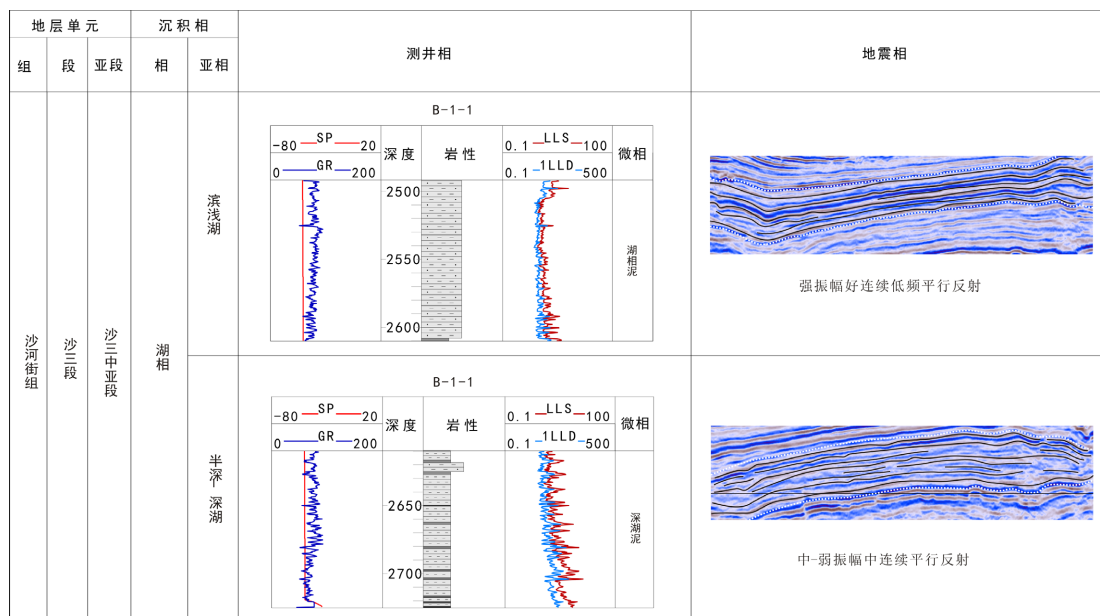 地层单元
沉积相
测井相
地震相
组
段
亚段
相
亚相
沙河街组
沙三段
沙三中亚段
湖相
滨浅湖
B-1-1
-80 SP 20
0 GR 200
深度
岩性
0.1 LLS 100
0.1 1LLD 500
微相
2500
2550
2600
湖相泥
强振幅好连续低频平行反射
半深-深湖
B-1-1
-80 SP 20
0 GR 200
深度
岩性
0.1 LLS 100
0.1 1LLD 500
微相
2650
2700
深湖泥
中-弱振幅中连续平行反射